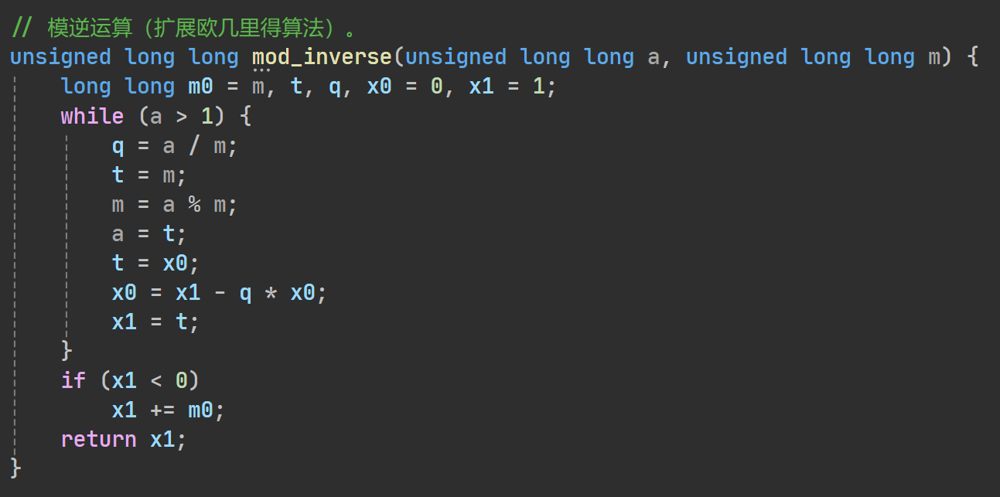 // 模逆运算（扩展欧几里得算法）。
unsigned long long mod_inverse(unsigned long long a, unsigned long long m) {
    long long m0 = m, t, q, x0 = 0, x1 = 1;
    while (a > 1) {
        q = a / m;
        t = m;
        m = a % m;
        a = t;
        t = x0;
        x0 = x1 - q * x0;
        x1 = t;
    }
    if (x1 < 0)
        x1 += m0;
    return x1;
}